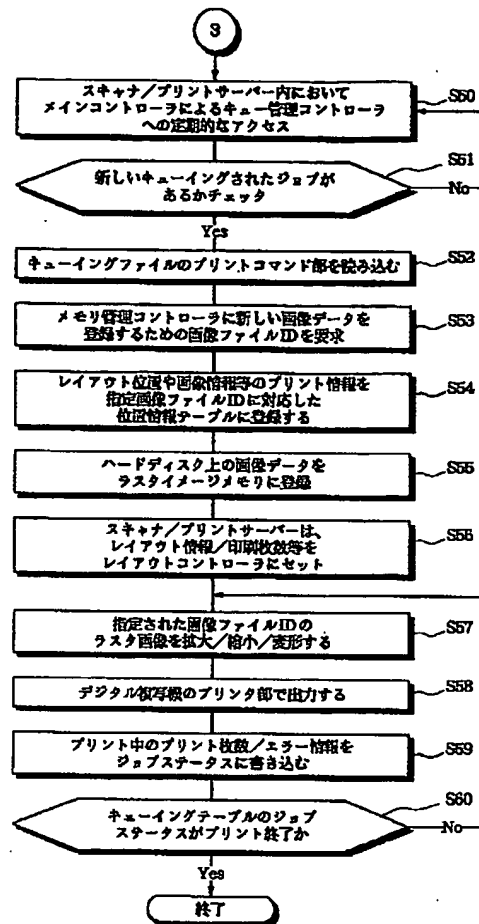 3
スキャナ／プリントサーバー内において
メインコントローラによるキュー管理コントローラ
への定期的なアクセス
S50
新しいキューイングされたジョブが
あるかチェック
S51
No
Yes
キューイングファイルのプリントコマンド部を読み込む
S52
メモリ管理コントローラに新しい画像データを
登録するための画像ファイルIDを要求
S53
レイアウト位置や画像情報等のプリント情報を
指定画像ファイルIDに対応した
位置情報テーブルに登録する
S54
ハードディスク上の画像データを
ラスタイメージメモリに登録
S55
スキャナ／プリントサーバーは、
レイアウト情報／印刷枚数等を
レイアウトコントローラにセット
S56
指定された画像ファイルIDの
ラスタ画像を拡大／縮小／変形する
S57
デジタル複写機のプリンタ部で出力する
S58
プリント中のプリント枚数／エラー情報を
ジョブステータスに書き込む
S59
キューイングテーブルのジョブ
ステータスがプリント終了か
S60
No
Yes
終了